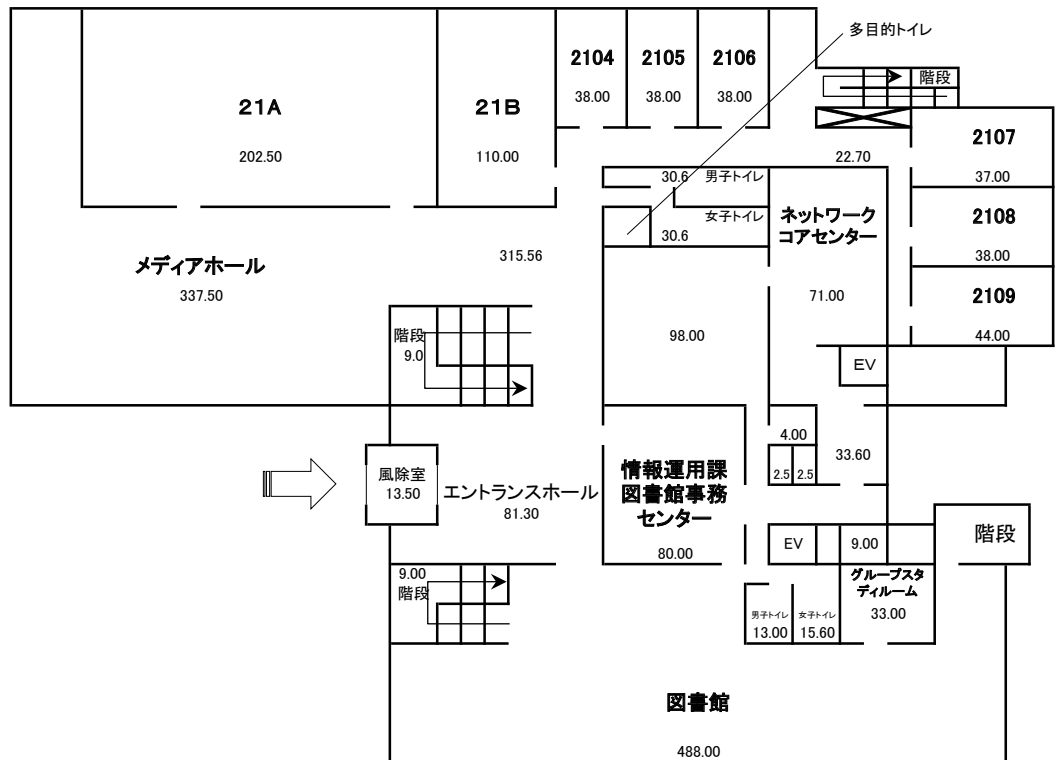 多目的トイレ
2104
2105
2106
階段
21A
21B
38.00
38.00
38.00
2107
202.50
110.00
22.70
30.6
男子トイレ
37.00
女子トイレ
30.6
ネットワーク
コアセンター
2108
315.56
38.00
メディアホール
337.50
71.00
2109
44.00
階段
9.0
98.00
EV
4.00
33.60
2.5
2.5
風除室
13.50
エントランスホール
81.30
情報運用課
図書館事務
センター
80.00
EV
9.00
階段
9.00
階段
グループスタ
ディルーム
33.00
男子トイレ
13.00
女子トイレ
15.60
図書館
488.00